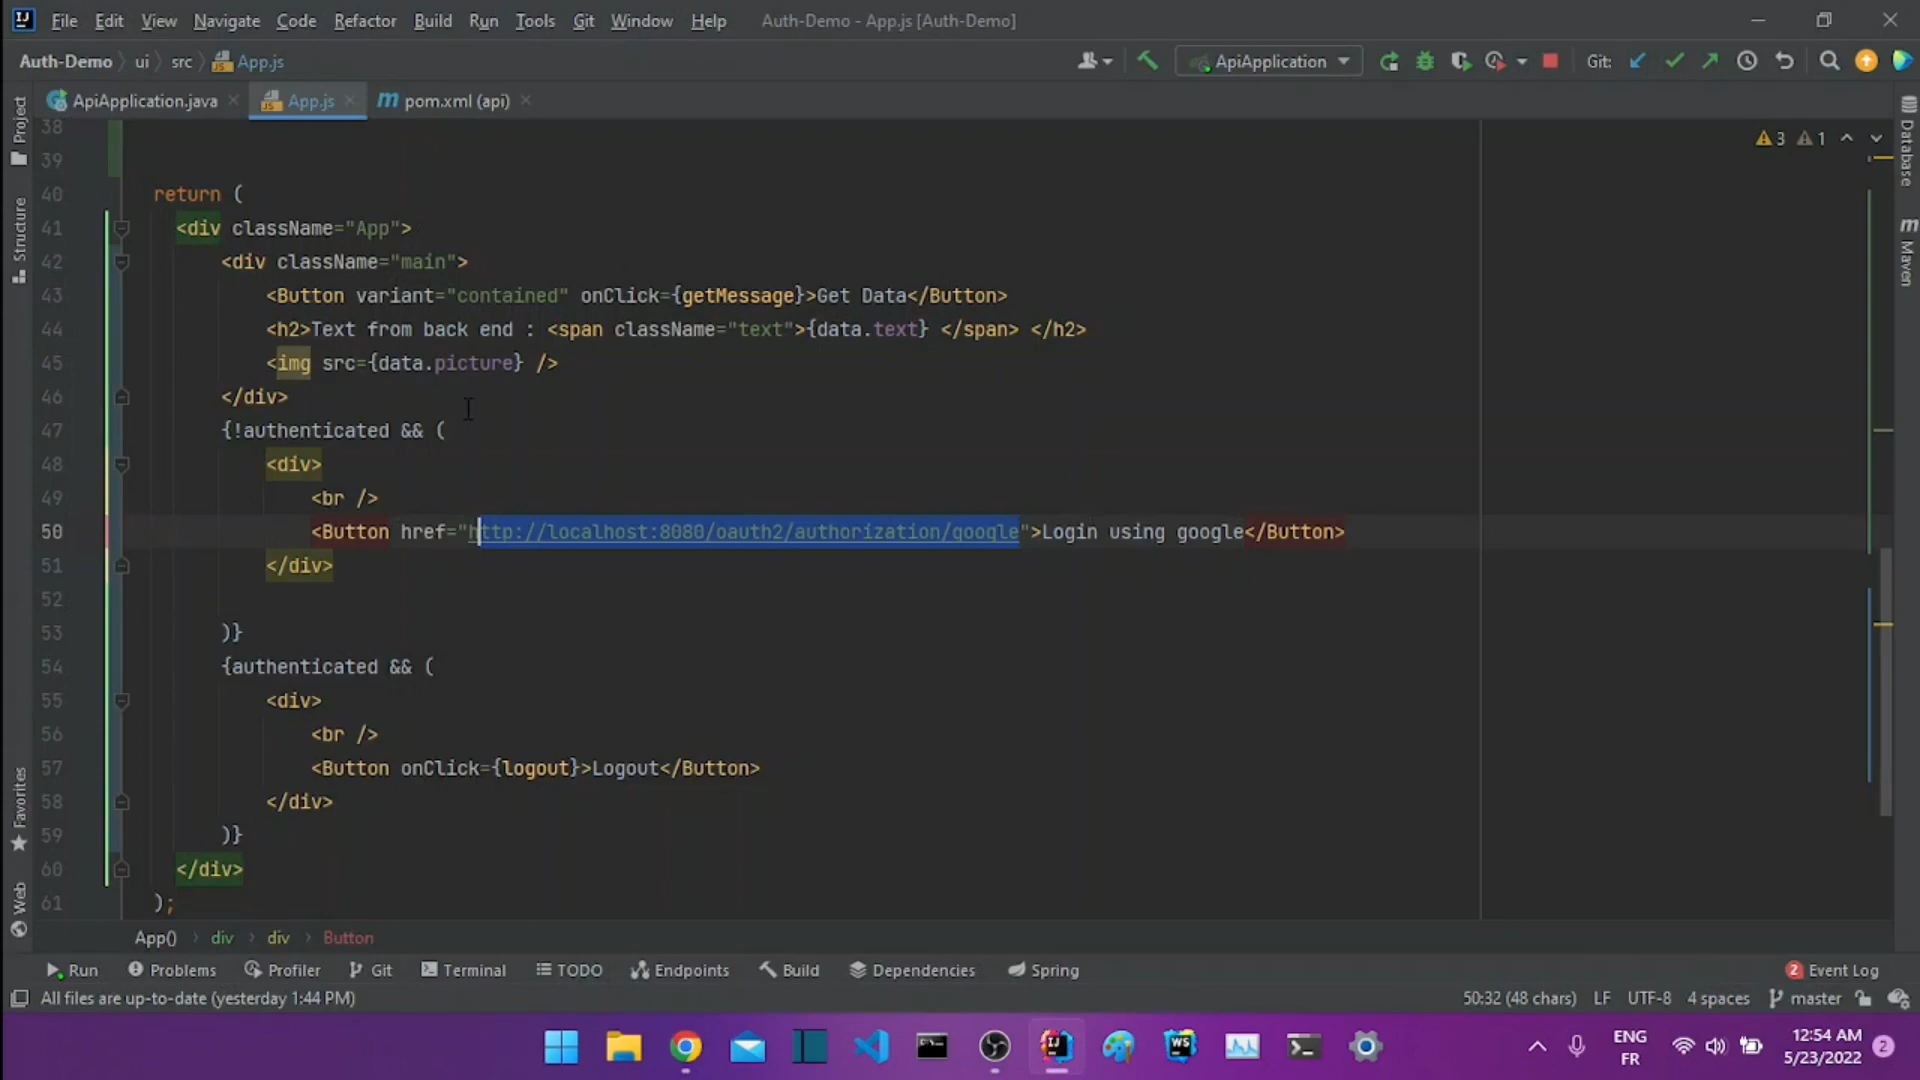 File Edit View Navigate Code Refactor Build Run Tools Git Window Help Auth-Demo - App.js [Auth-Demo]
Auth-Demo ui src App.js ApiApplication Git:
ApiApplication.java App.js pom.xml (api)
Project
Structure
Favorites
Web
Database
Maven
3 1
38
39
40 return (
41 <div className="App">
42 <div className="main">
43 <Button variant="contained" onClick={getMessage}>Get Data</Button>
44 <h2>Text from back end : <span className="text">{data.text} </span> </h2>
45 <img src={data.picture} />
46 </div>
47 {!authenticated && (
48 <div>
49 <br />
50 <Button href="http://localhost:8080/oauth2/authorization/google">Login using google</Button>
51 </div>
52
53 )}
54 {authenticated && (
55 <div>
56 <br />
57 <Button onClick={logout}>Logout</Button>
58 </div>
59 )}
60 </div>
61 );
App() div div Button
Run Problems Profiler Git Terminal TODO Endpoints Build Dependencies Spring 2 Event Log
All files are up-to-date (yesterday 1:44 PM) 50:32 (48 chars) LF UTF-8 4 spaces master
ENG 12:54 AM
FR 5/23/2022 2